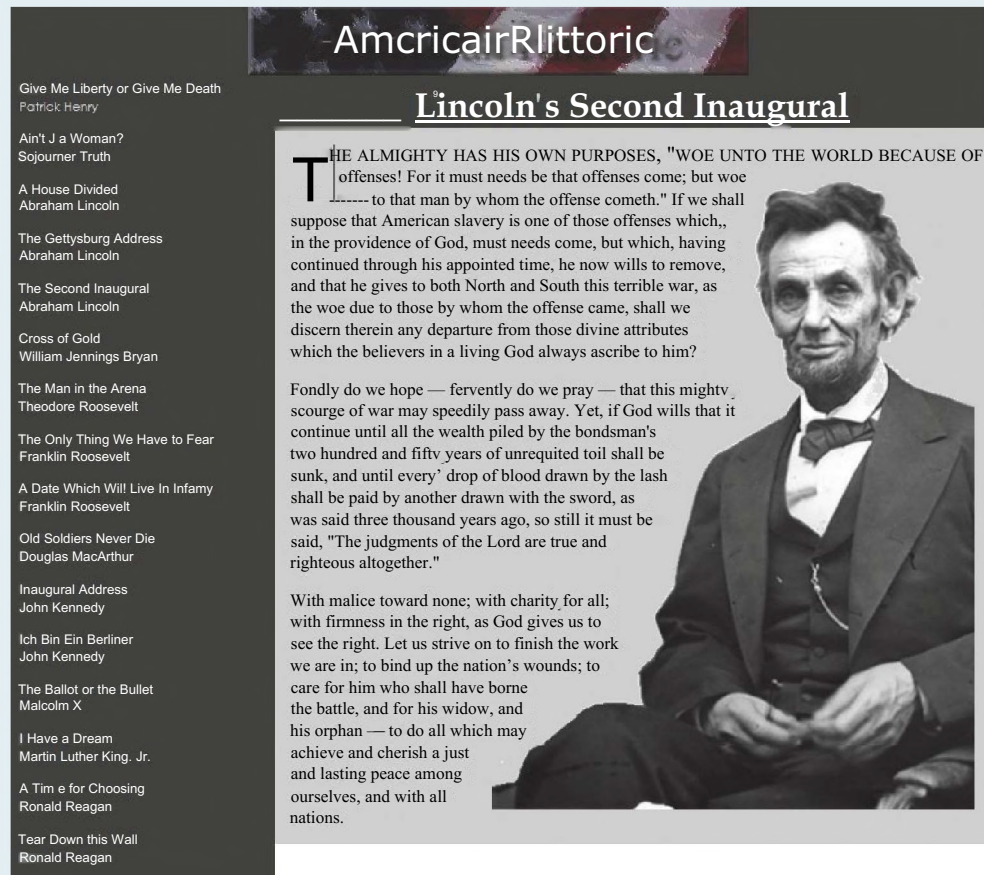 AmcricairRlittoric
Give Me Liberty or Give Me Death
Patrick Henry
Ain't J a Woman?
Sojourner Truth
A House Divided
Abraham Lincoln
The Gettysburg Address
Abraham Lincoln
The Second Inaugural
Abraham Lincoln
Cross of Gold
William Jennings Bryan
The Man in the Arena
Theodore Roosevelt
The Only Thing We Have to Fear
Franklin Roosevelt
A Date Which Wil! Live In Infamy
Franklin Roosevelt
Old Soldiers Never Die
Douglas MacArthur
Inaugural Address
John Kennedy
Ich Bin Ein Berliner
John Kennedy
The Ballot or the Bullet
Malcolm X
I Have a Dream
Martin Luther King. Jr.
A Tim e for Choosing
Ronald Reagan
Tear Down this Wall
Ronald Reagan
Lincoln's Second Inaugural
THE ALMIGHTY HAS HIS OWN PURPOSES, "WOE UNTO THE WORLD BECAUSE OF
offenses! For it must needs be that offenses come; but woe
------- to that man by whom the offense cometh." If we shall
suppose that American slavery is one of those offenses which,,
in the providence of God, must needs come, but which, having
continued through his appointed time, he now wills to remove,
and that he gives to both North and South this terrible war, as
the woe due to those by whom the offense came, shall we
discern therein any departure from those divine attributes
which the believers in a living God always ascribe to him?
Fondly do we hope — fervently do we pray — that this mightv
scourge of war may speedily pass away. Yet, if God wills that it
continue until all the wealth piled by the bondsman's
two hundred and fiftv years of unrequited toil shall be
sunk, and until every’ drop of blood drawn by the lash
shall be paid by another drawn with the sword, as
was said three thousand years ago, so still it must be
said, "The judgments of the Lord are true and
righteous altogether."
With malice toward none; with charity for all;
with firmness in the right, as God gives us to
see the right. Let us strive on to finish the work
we are in; to bind up the nation’s wounds; to
care for him who shall have borne
the battle, and for his widow, and
his orphan — to do all which may
achieve and cherish a just
and lasting peace among
ourselves, and with all
nations.